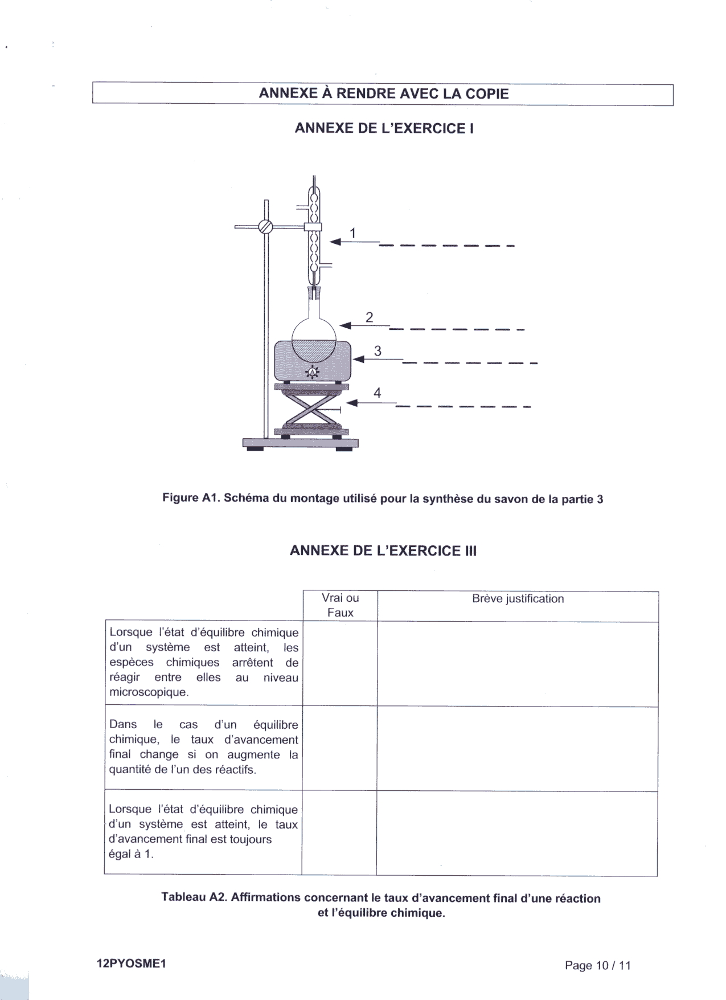 ANNEXE À RENDRE AVEC LA COPIE
ANNEXE DE L'EXERCICE I
1
2
3
4
Figure A1. Schéma du montage utilisé pour la synthèse du savon de la partie 3
ANNEXE DE L'EXERCICE III
Vrai ou
Faux
Brève justification
Lorsque l'état d'équilibre chimique
d'un système est atteint, les
espèces chimiques arrêtent de
réagir entre elles au niveau
microscopique.
Dans le cas d'un équilibre
chimique, le taux d'avancement
final change si on augmente la
quantité de l'un des réactifs.
Lorsque l'état d'équilibre chimique
d'un système est atteint, le taux
d'avancement final est toujours
égal à 1.
Tableau A2. Affirmations concernant le taux d'avancement final d'une réaction
et l'équilibre chimique.
12PYOSME1
Page 10 / 11